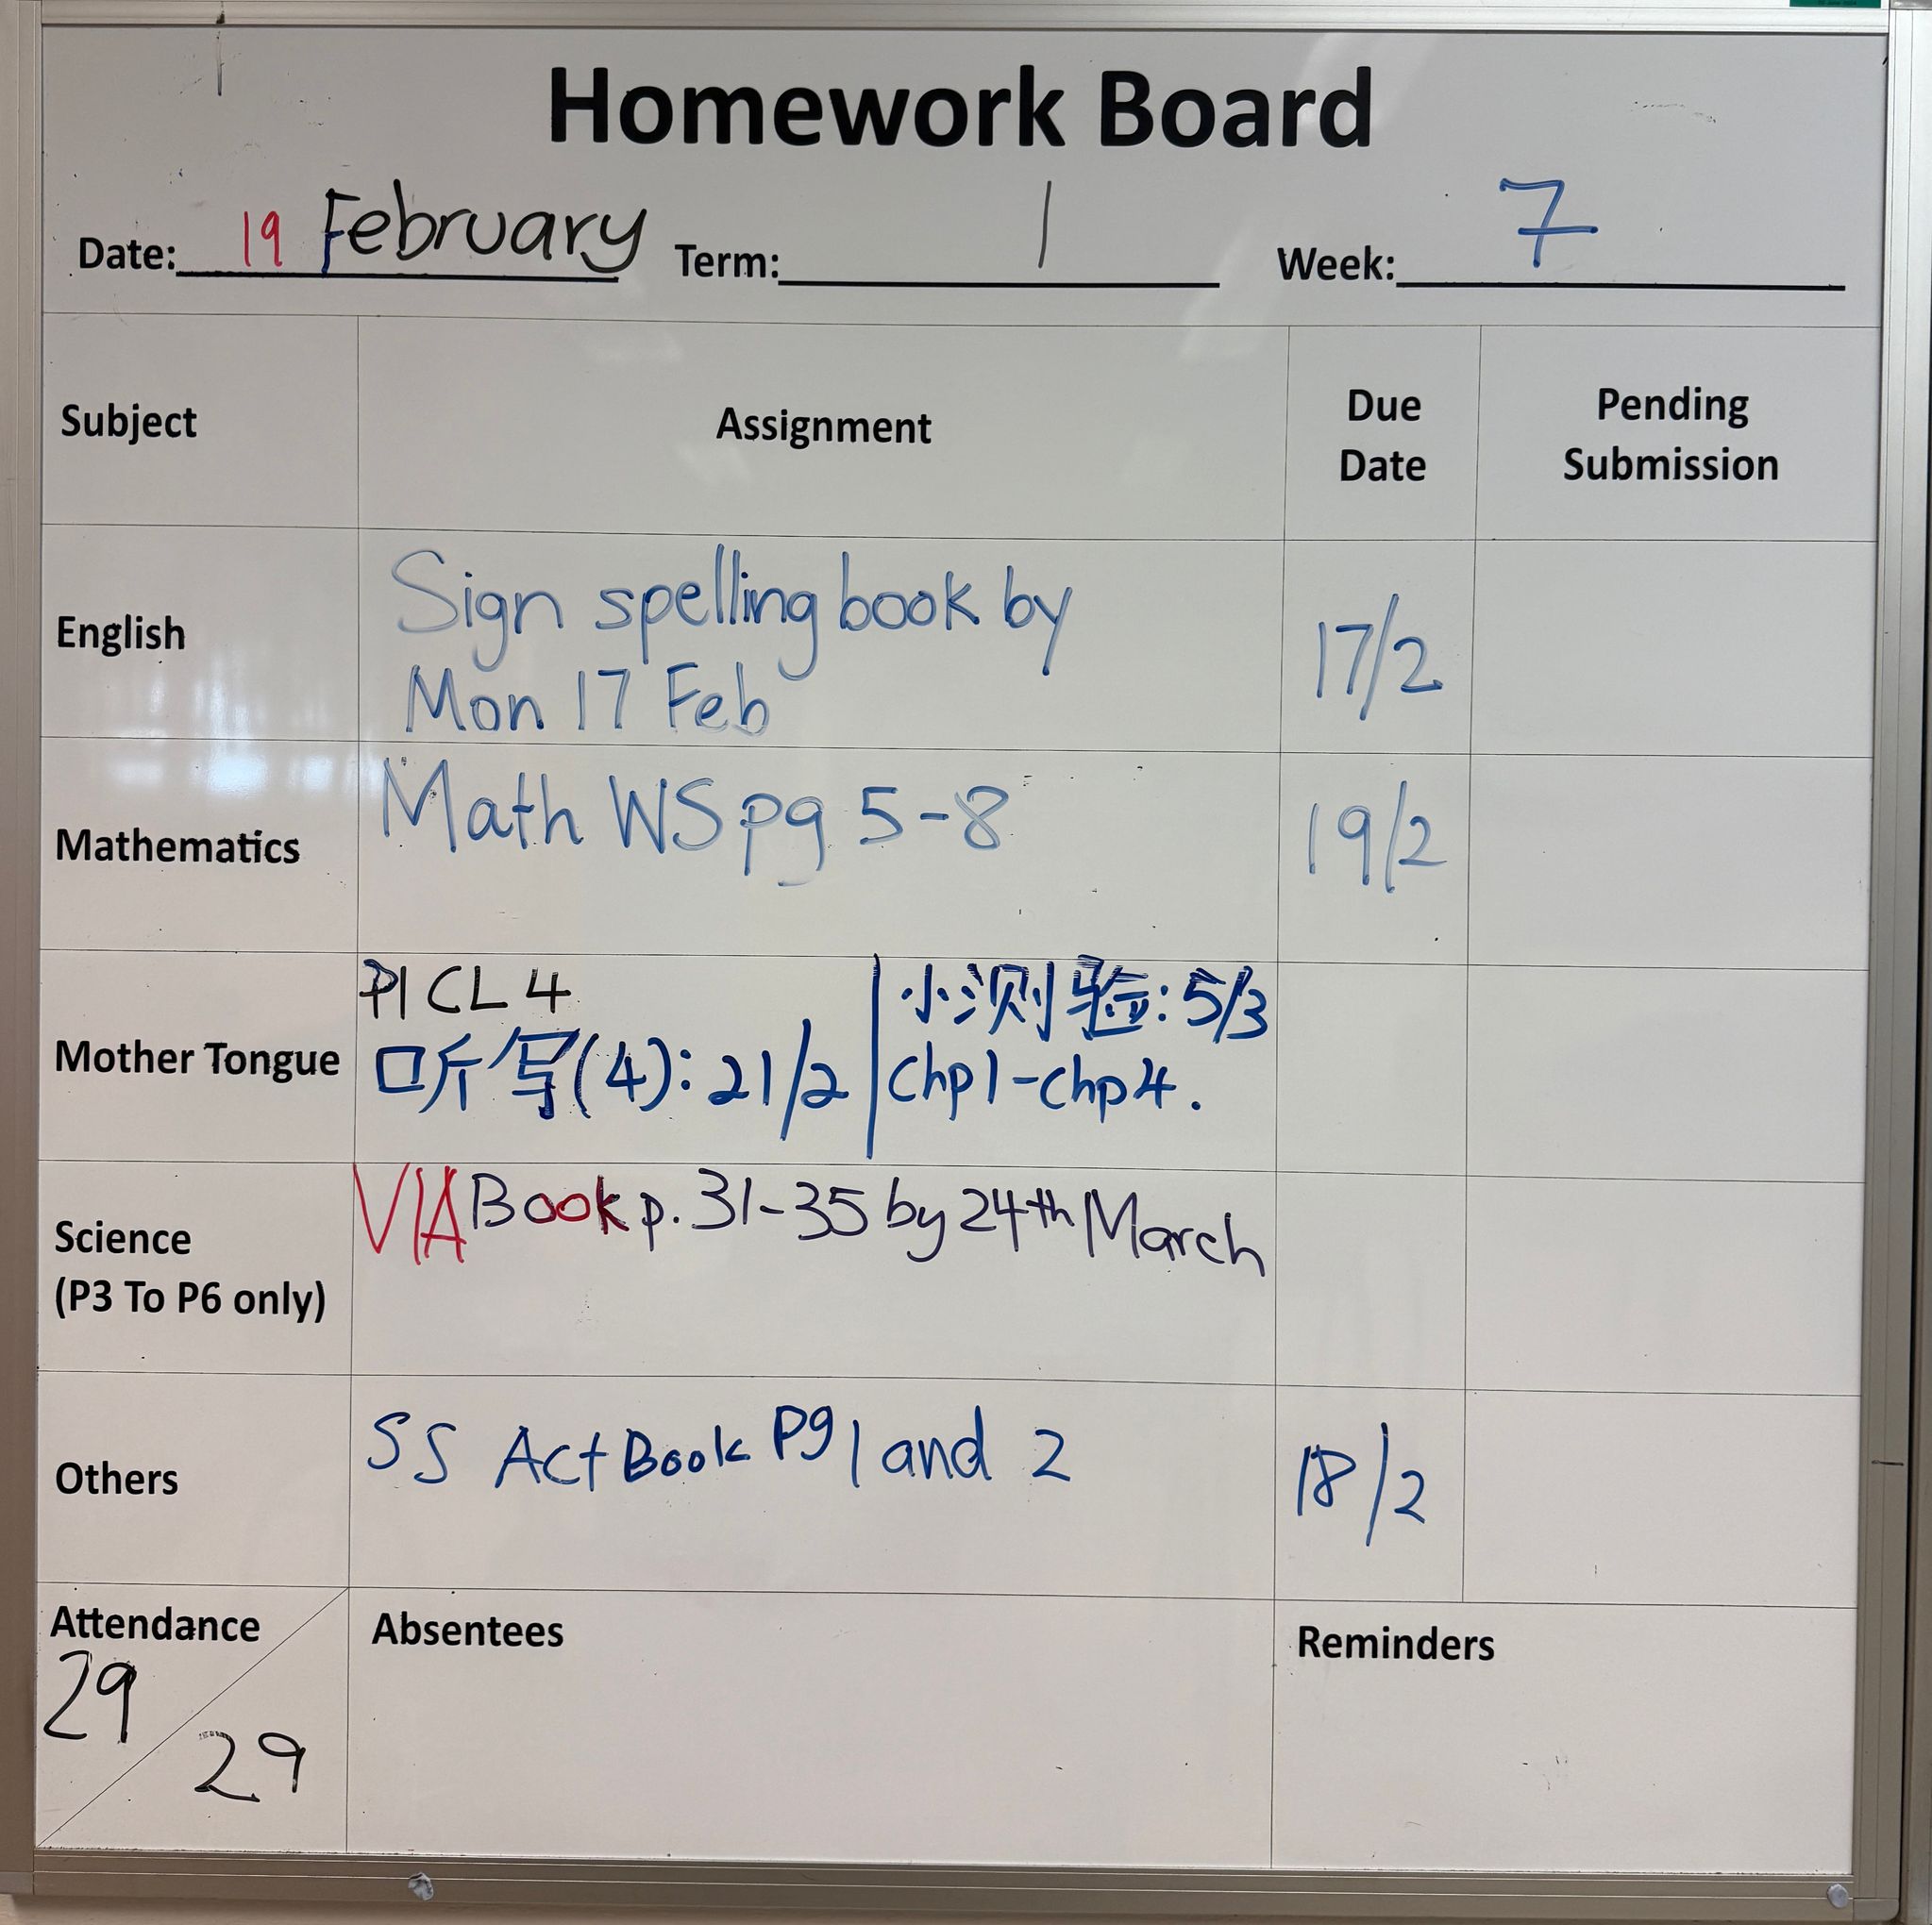 Homework Board
Date: 19 February Term: 1 Week: 7
Subject Assignment Due Date Pending Submission
English Sign spelling book by Mon 17 Feb 17/2
Mathematics Math WS pg 5-8 19/2
Mother Tongue
P1 CL 4
听写(4): 21/2
小测验: 5/3
Chp1-Chp4.
Science
(P3 To P6 only)
VIA Book p. 31-35 by 24th March
Others SS Act Book Pg 1 and 2 18/2
Attendance Absentees Reminders
29
29